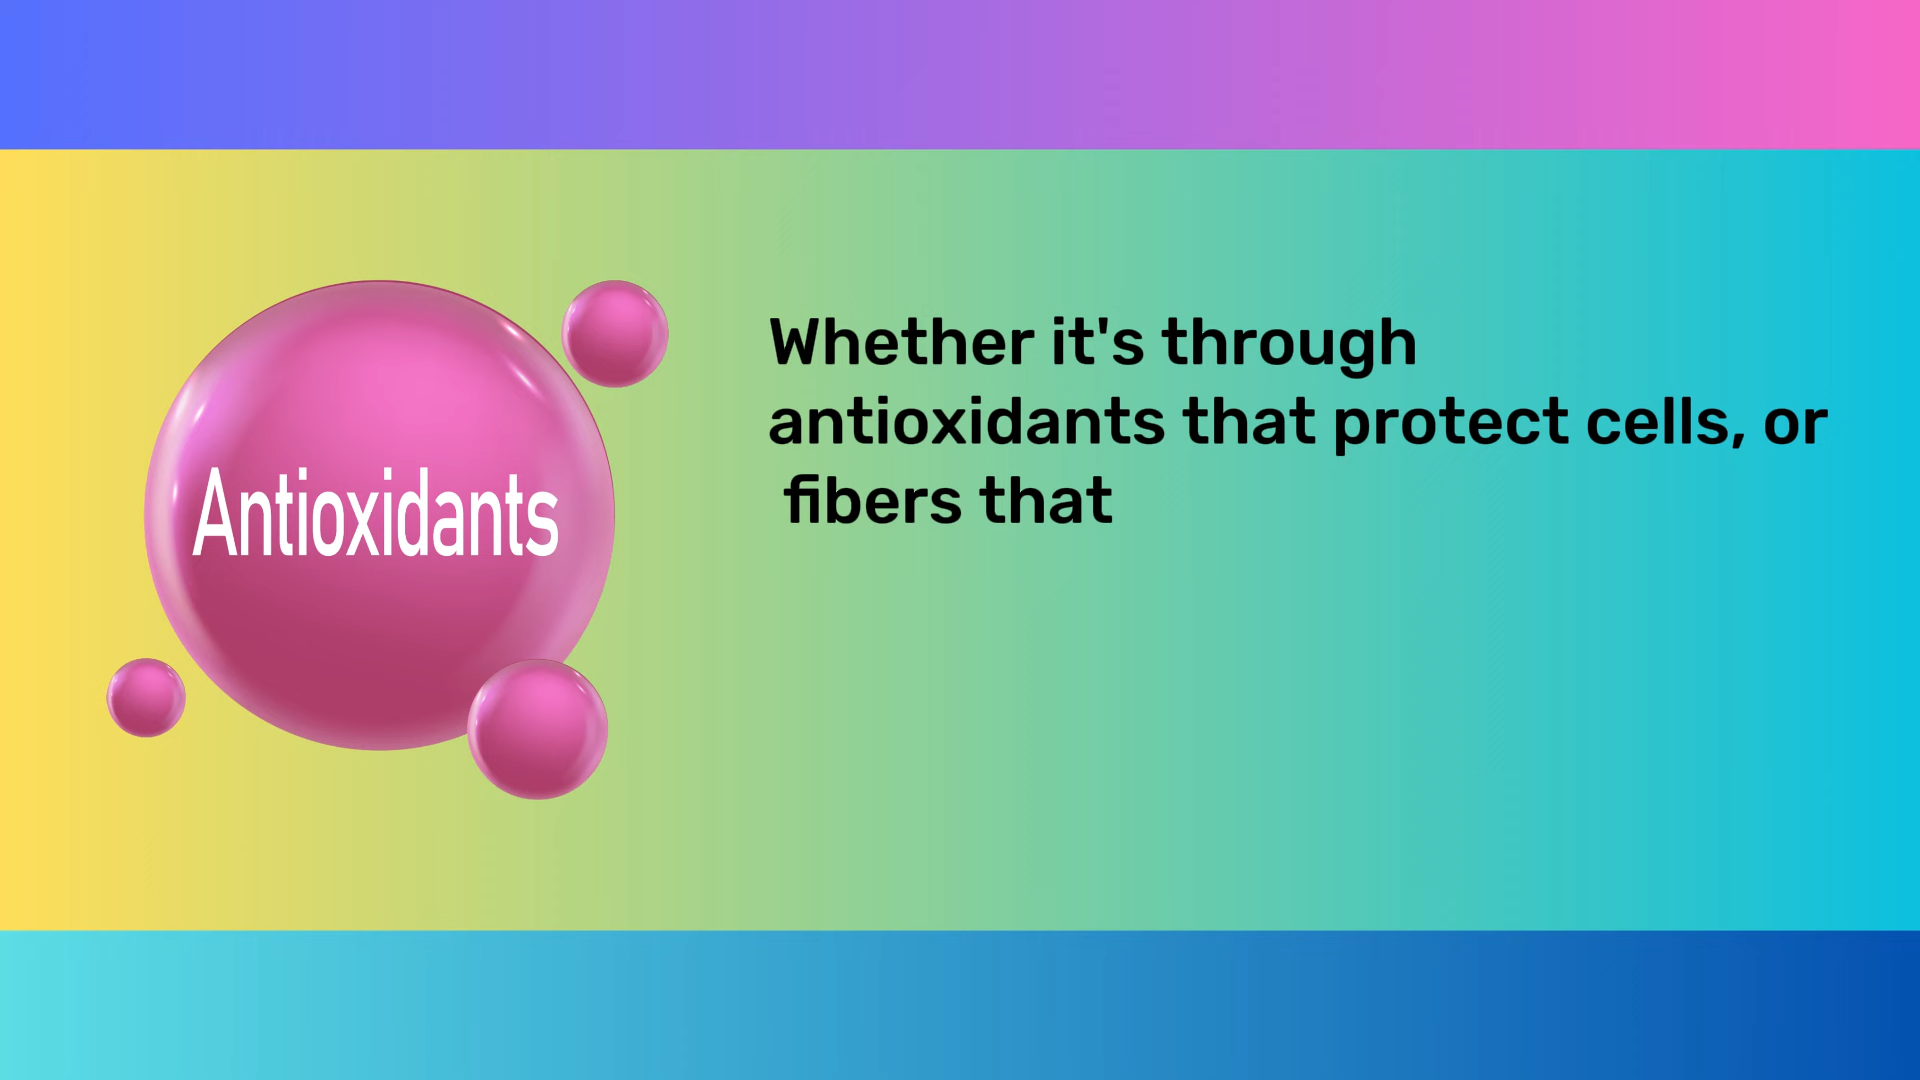 Antioxidants
Whether it's through
antioxidants that protect cells, or
fibers that